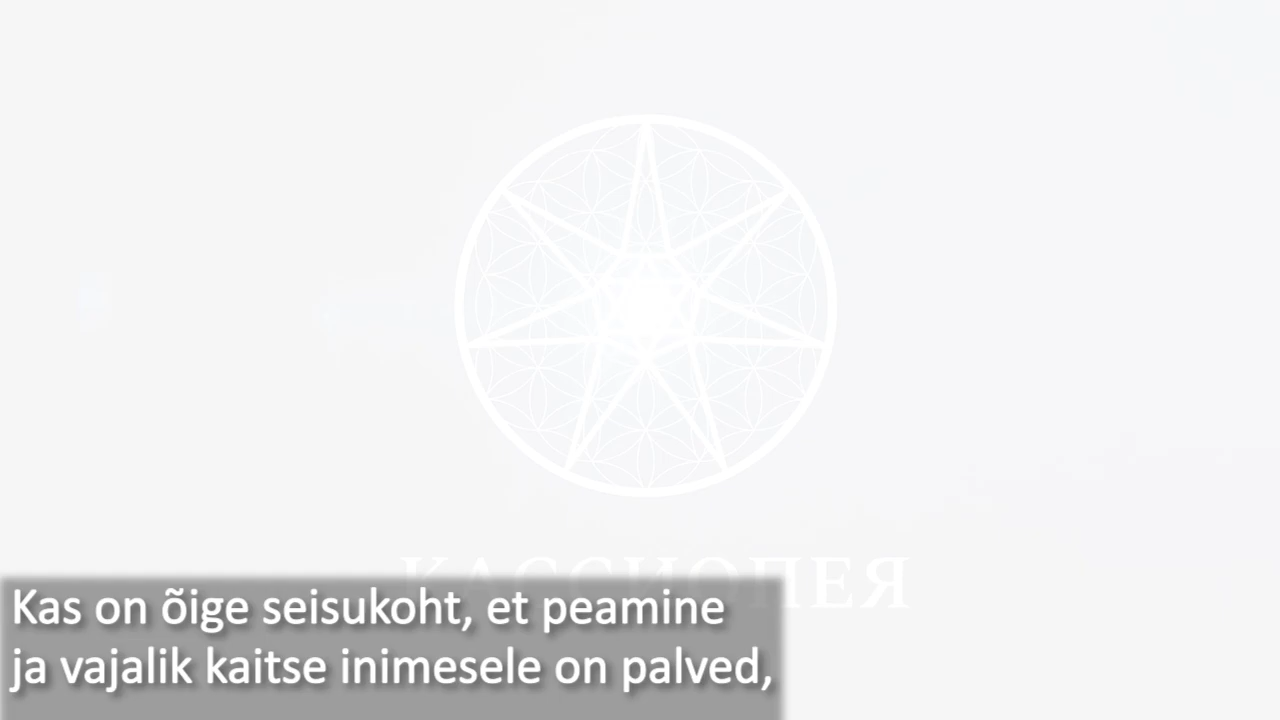 КАССИОПЕЯ
Kas on õige seisukoht, et peamine
ja vajalik kaitse inimesele on palved,